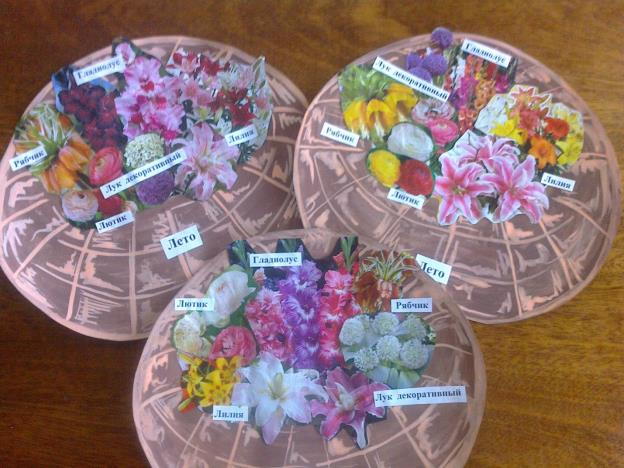 Гладиолус
Рябчик
Лилия
Лук декоративный
Лютик
Лето
Гладиолус
Лук декоративный
Рябчик
Лилия
Лютик
Лето
Гладиолус
Лютик
Рябчик
Лук декоративный
Лилия